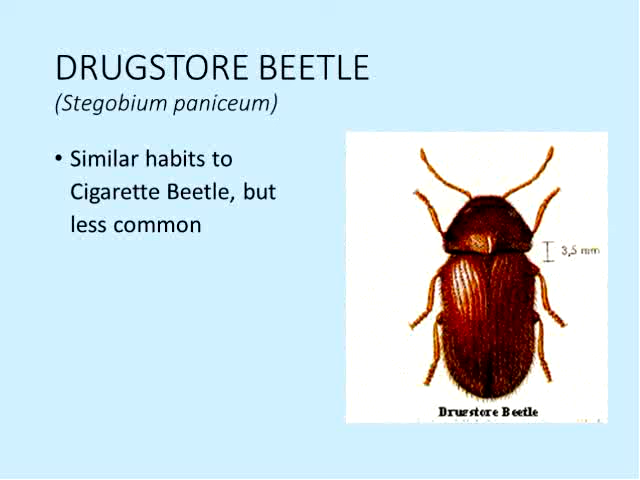 DRUGSTORE BEETLE
(Stegobium paniceum)
• Similar habits to
Cigarette Beetle, but
less common
3,5 mm
Drugstore Beetle